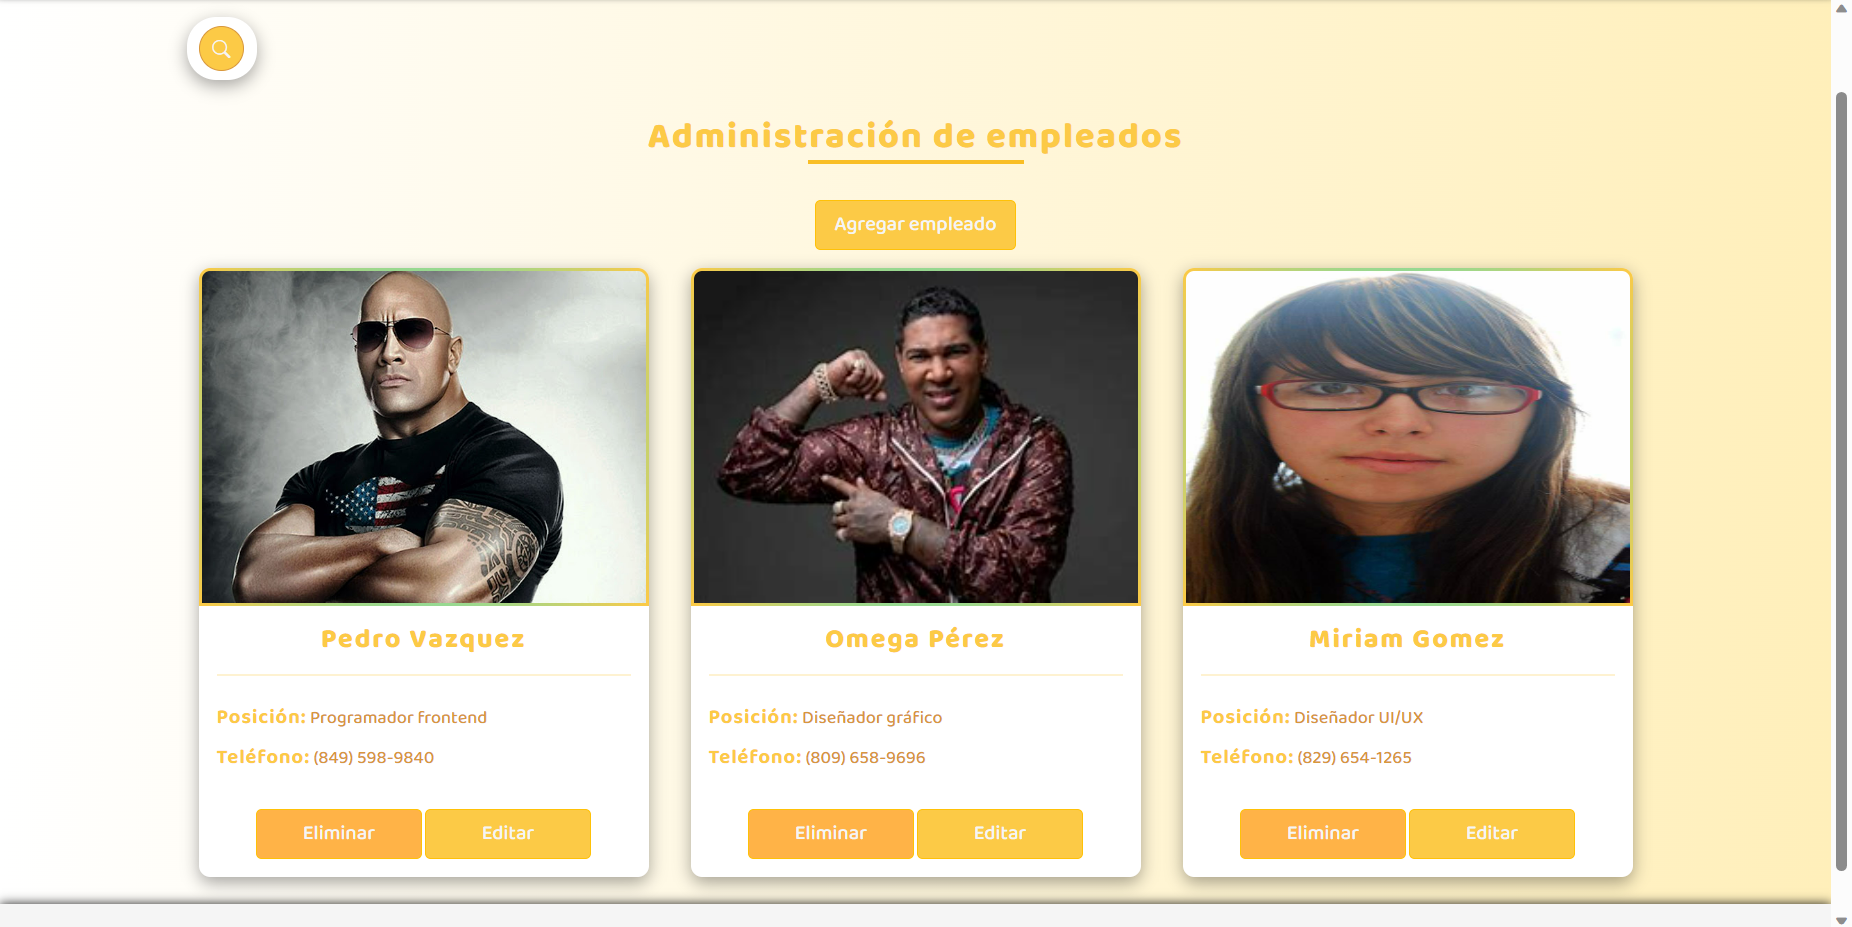 Administración de empleados
Agregar empleado
Pedro Vazquez
Posición: Programador frontend
Teléfono: (849) 598-9840
Eliminar Editar
Omega Pérez
Posición: Diseñador gráfico
Teléfono: (809) 658-9696
Eliminar Editar
Miriam Gomez
Posición: Diseñador UI/UX
Teléfono: (829) 654-1265
Eliminar Editar